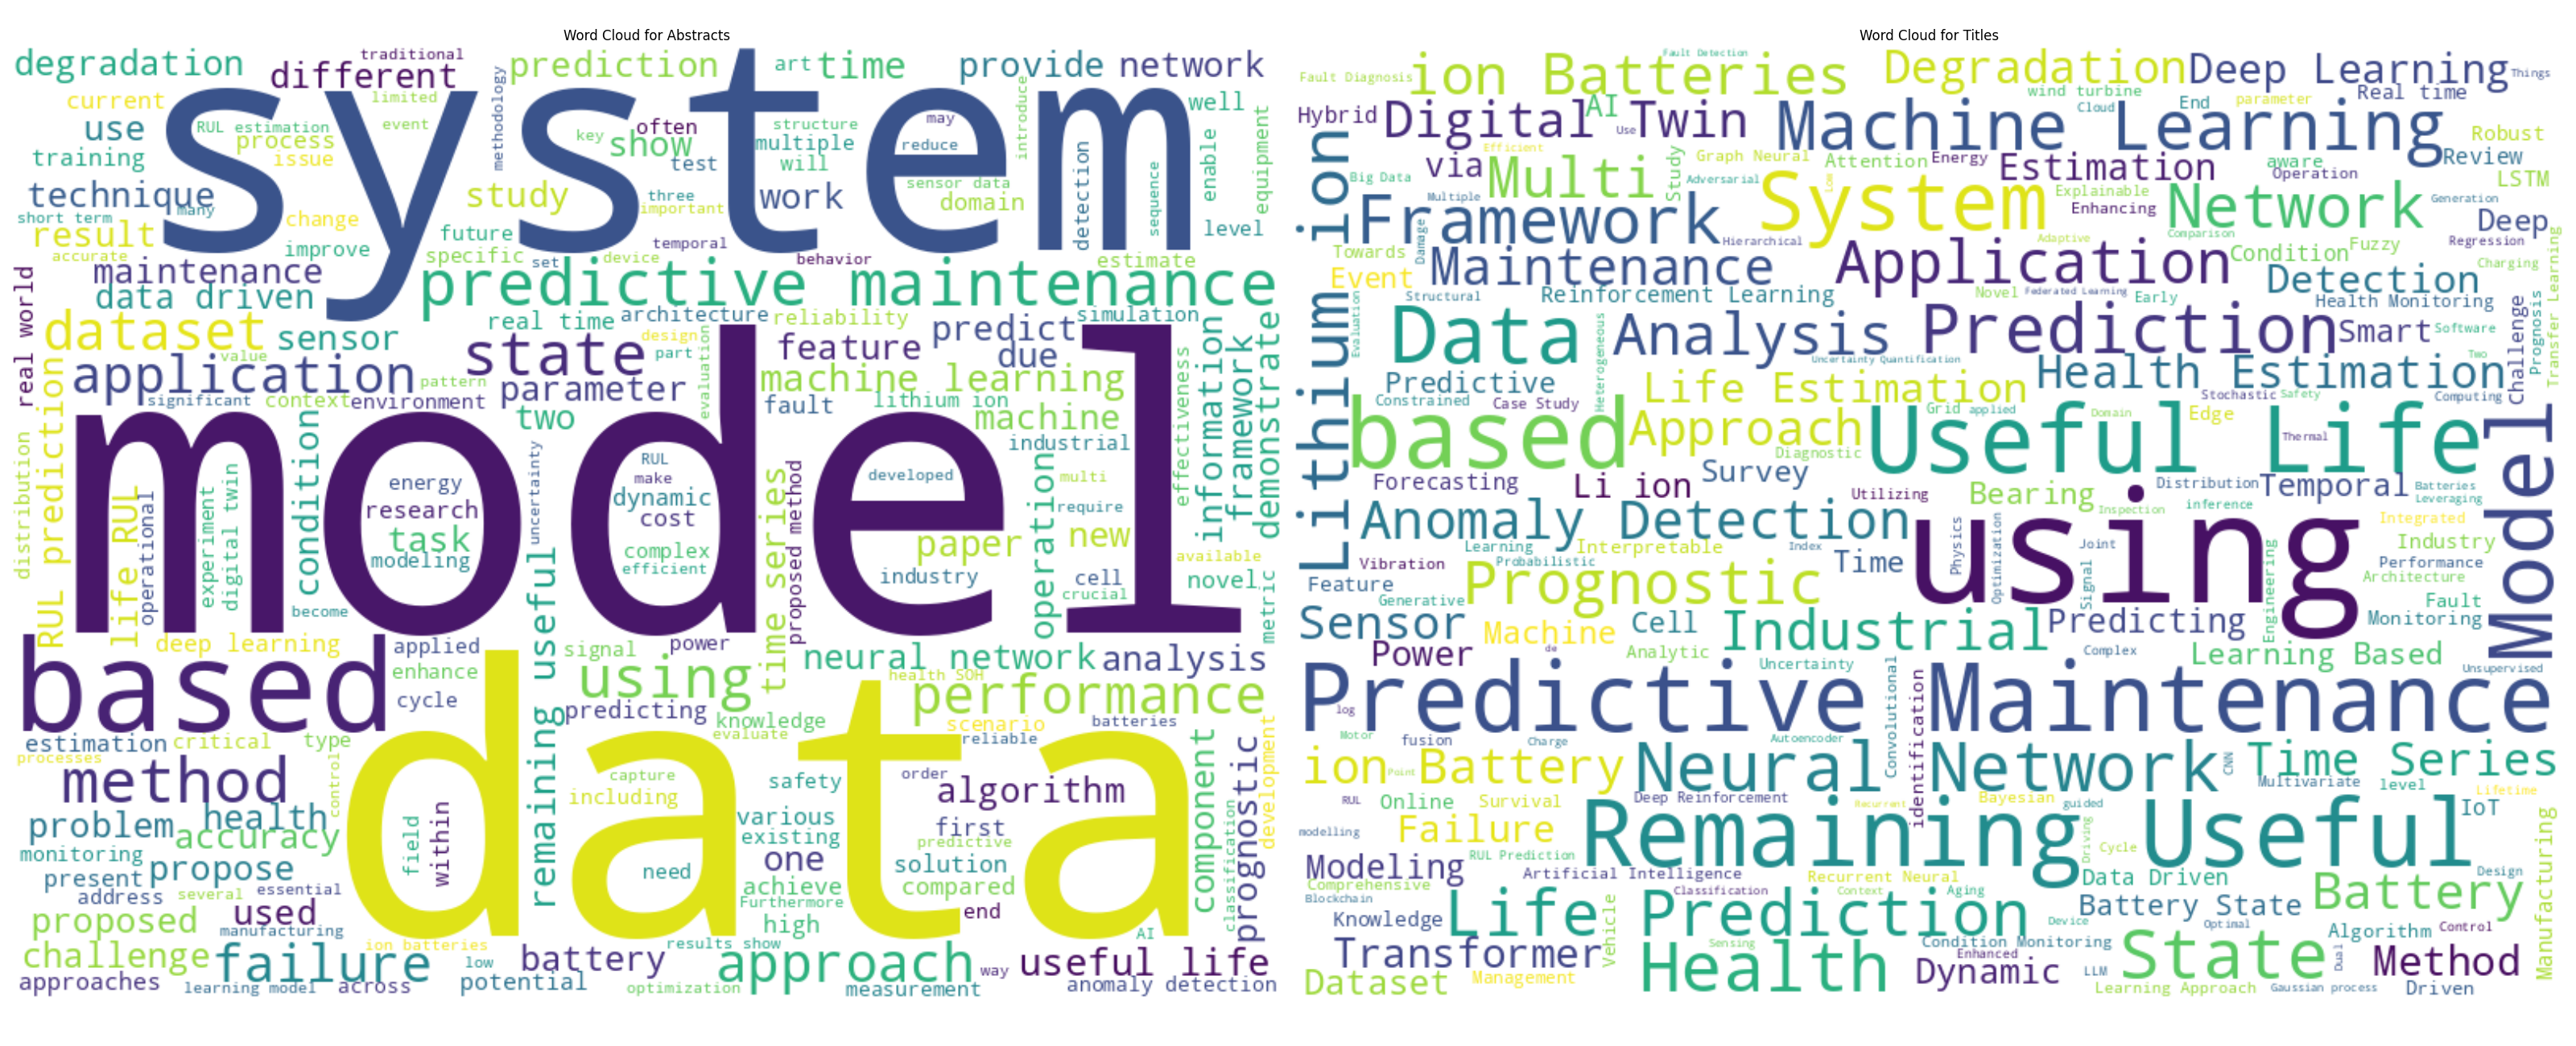 Word Cloud for Abstracts
traditional
degradation
different
prediction
art
time
provide
network
current
limited
methodology
introduce
well
use
RUL estimation
event
key
often
show
structure
may
process
issue
multiple
reduce
training
test
will
detection
enable
equipment
technique
many
study
three
important
work
sensor data
domain
sequence
short term
change
result
improve
future
temporal
level
accurate
specific
set
device
behavior
estimate
real world
maintenance
system
data driven
predictive maintenance
dataset
sensor
real time
architecture
reliability
simulation
design
predict
value
state
part
feature
due
application
pattern
parameter
evaluation
machine learning
significant
context
environment
two
fault
lithium ion
machine
effectiveness
information
framework
demonstrate
industrial
model
distribution
RUL prediction
life RUL
operational
experiment
digital twin
condition
energy
research
task
modeling
uncertainty
RUL
make
dynamic
cost
complex
efficient
time series
proposed method
developed
multi
require
paper
new
industry
operation
available
cell
crucial
novel
metric
become
deep learning
applied
useful
signal
power
neural network
analysis
based
enhance
using
health SOH
performance
cycle
predicting
knowledge
evaluate
scenario
batteries
reliable
estimation
critical
type
processes
control
remaining
method
capture
including
safety
order
algorithm
component
prognostic
development
health
problem
accuracy
various
existing
first
predictive
monitoring
field
within
data
one
solution
classification
present
propose
need
achieve
compared
address
several
essential
Furthermore
proposed
used
high
end
manufacturing
challenge
failure
ion batteries
results show
AI
low
battery
approach
way
useful life
approaches
learning model
across
potential
optimization
measurement
anomaly detection
Word Cloud for Titles
Fault Detection
Fault Diagnosis
ion Batteries
Degradation
Deep Learning
Things
wind turbine
Real time
Hybrid
Digital Twin
AI
Use
Machine Learning
Cloud
End
parameter
Robust
Efficient
via
Multi
Study
Graph Neural
Attention
Energy
Estimation
aware
Review
Big Data
Adversarial
Low
Operation
LSTM
Multiple
System
Explainable
Enhancing
Network
Generation
Framework
Deep
Towards
Damage
Hierarchical
Adaptive
Comparison
Condition
Fuzzy
Regression
Event
Maintenance
Application
Charging
Detection
Structural
Reinforcement Learning
Novel
Federated Learning
Early
Health Monitoring
Lithium ion
Evaluation
Data
Heterogeneous
Analysis
Prediction
Smart
Software
Challenge
Prognosis
Transfer Learning
Uncertainty Quantification
Two
Predictive
Life Estimation
Health Estimation
Constrained
Case Study
Stochastic
Safety
Computing
based
Approach
Grid
applied
Domain
Edge
Useful Life
Thermal
Diagnostic
Model
Survey
Forecasting
Li ion
Utilizing
Bearing
Distribution
Temporal
Batteries
Leveraging
Inspection
inference
Anomaly Detection
using
Physics
Optimization
Integrated
Learning
Interpretable
Index
Joint
Industry
Vibration
Probabilistic
Time
Performance
Feature
Prognostic
Signal
Engineering
Architecture
Generative
Fault
Sensor
Machine
Cell
Industrial
Predicting
Monitoring
Power
Analytic
de
Uncertainty
Complex
Learning Based
Unsupervised
Predictive Maintenance
Convolutional
identification
log
Motor
fusion
Charge
Autoencoder
ion
Point
Battery
Neural Network
CNN
Time Series
Multivariate
level
RUL
Online
Survival
Deep Reinforcement
Recurrent
Bayesian
guided
Lifetime
IoT
modelling
Failure
Remaining Useful
Driving
Cycle
Manufacturing
Modeling
RUL Prediction
Artificial Intelligence
Recurrent Neural
Data Driven
Design
Comprehensive
Classification
Context
Aging
Battery
Blockchain
Knowledge
Life Prediction
Vehicle
Battery State
Device
Optimal
Algorithm
Control
Transformer
Sensing
Condition Monitoring
Enhanced
State
Dual
Method
Dataset
Management
Health
Dynamic
LLM
Learning Approach
Gaussian process
Driven